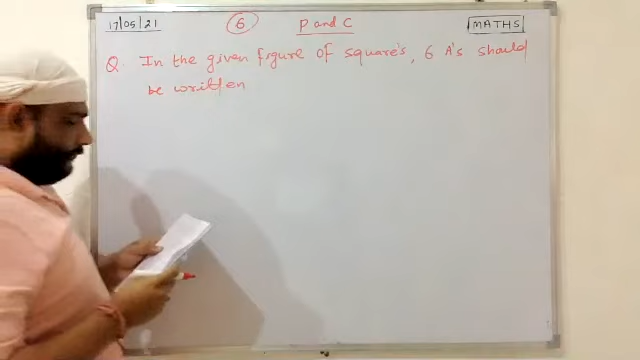 17/05/21 6 P and C MATHS
Q. In the given figure of square's, 6 A's should
be written